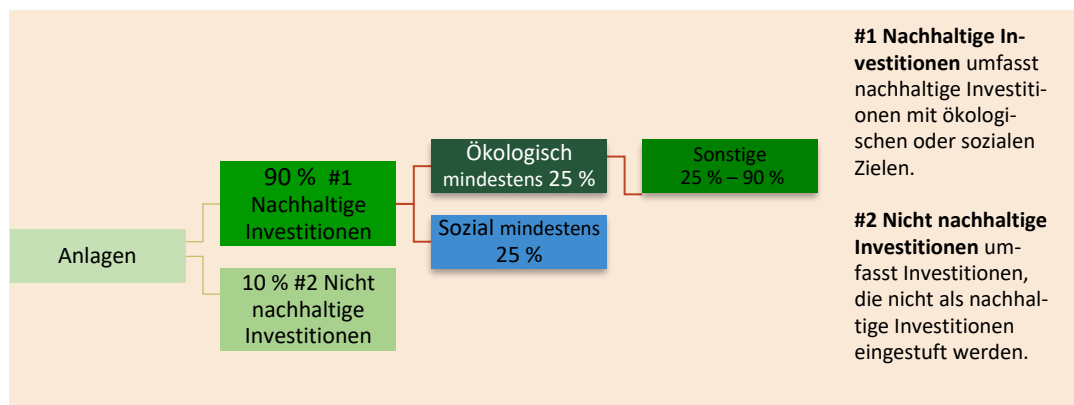 Anlagen
90 % #1
Nachhaltige
Investitionen
10 % #2 Nicht
nachhaltige
Investitionen
Ökologisch
mindestens 25 %
Sozial mindestens
25 %
Sonstige
25 % – 90 %
#1 Nachhaltige In-
vestitionen umfasst
nachhaltige Investiti-
onen mit ökologi-
schen oder sozialen
Zielen.
#2 Nicht nachhaltige
Investitionen um-
fasst Investitionen,
die nicht als nachhal-
tige Investitionen
eingestuft werden.